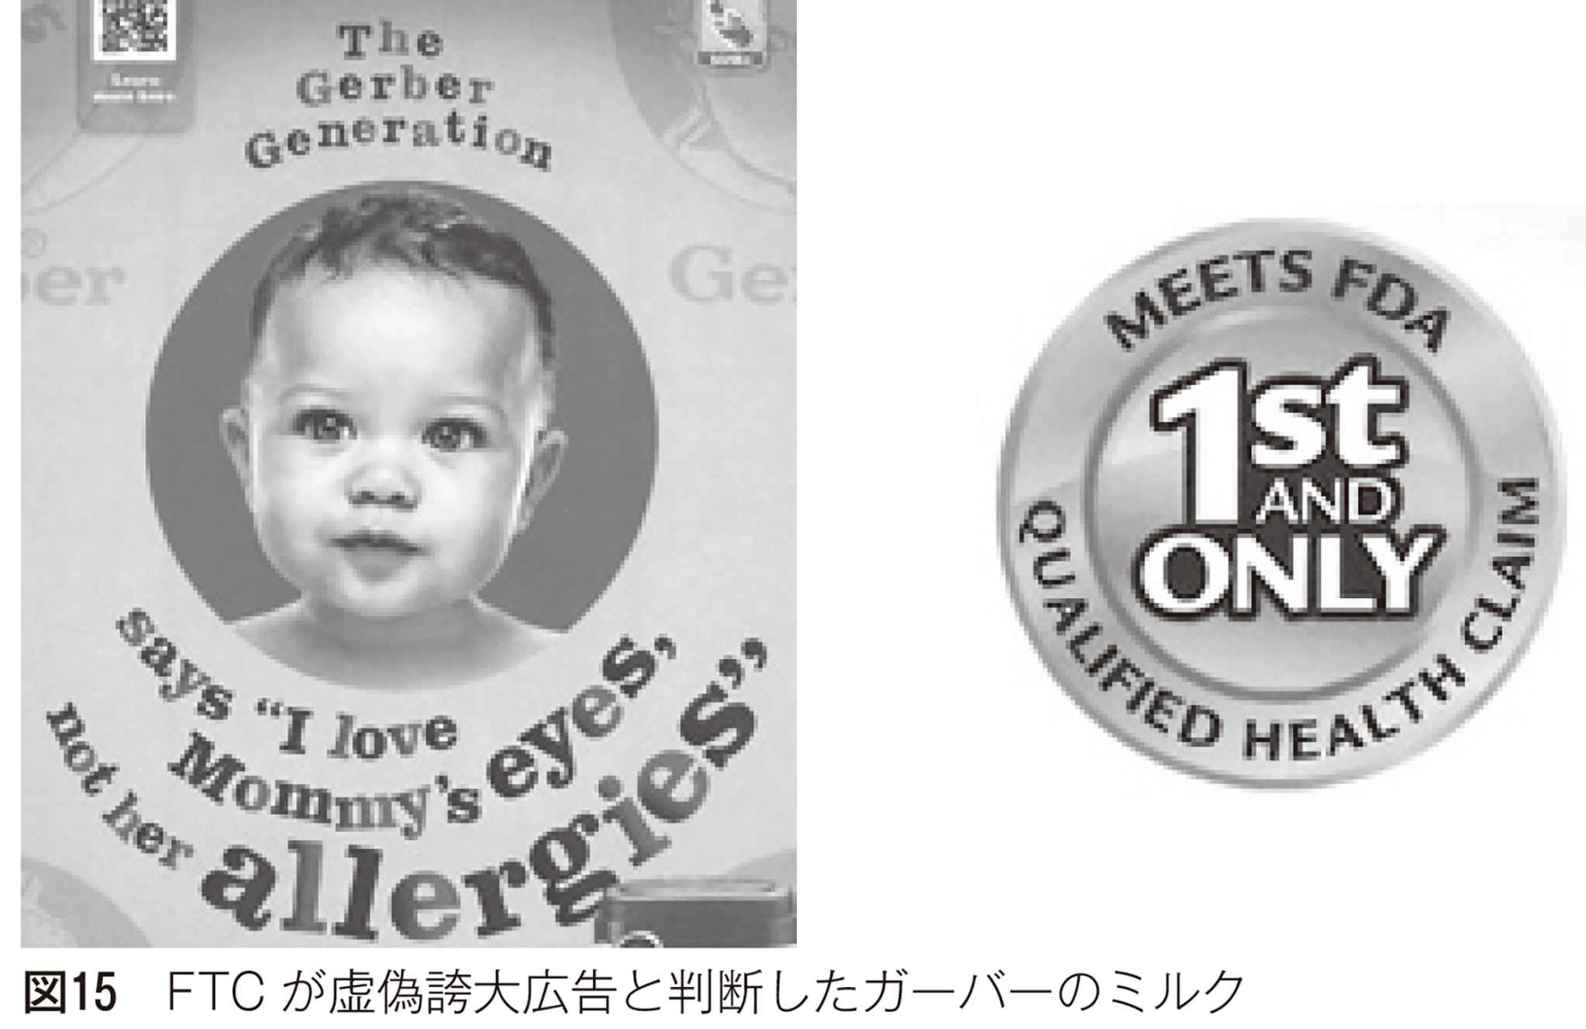 The
Gerber
Generation
er
Ge
says "I love
Mommy's eyes,
not her
allergies"
MEETS FDA
1st
AND
ONLY
QUALIFIED HEALTH CLAIM
図15　FTC が虚偽誇大広告と判断したガーバーのミルク